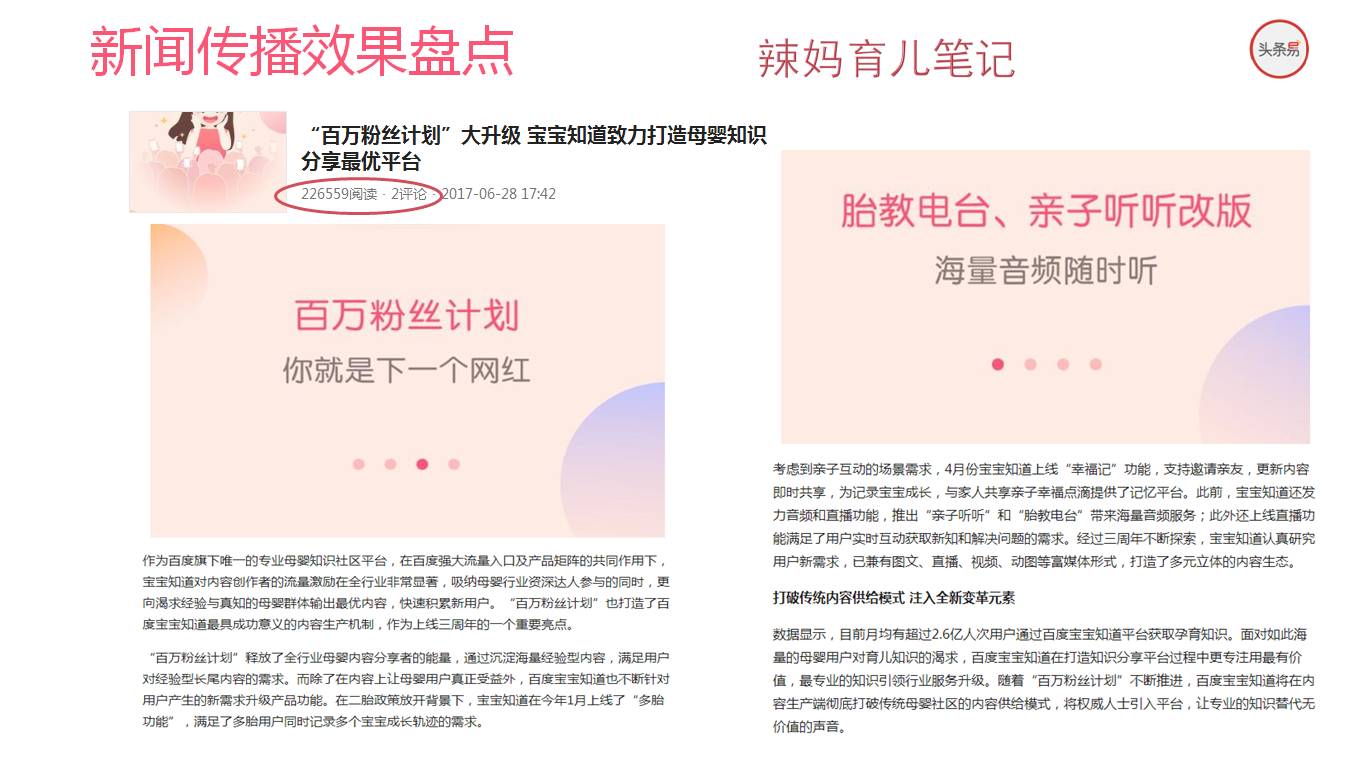 新闻传播效果盘点
辣妈育儿笔记
头条易
“百万粉丝计划”大升级 宝宝知道致力打造母婴知识
分享最优平台
226559阅读 · 2评论 · 2017-06-28 17:42
百万粉丝计划
你就是下一个网红
作为百度旗下唯一的专业母婴知识社区平台，在百度强大流量入口及产品矩阵的共同作用下，
宝宝知道对内容创作者的流量激励在全行业非常显著，吸纳母婴行业资深达人参与的同时，更
向渴求经验与真知的母婴群体输出最优内容，快速积累新用户。“百万粉丝计划”也打造了百
度宝宝知道最具成功意义的内容生产机制，作为上线三周年的一个重要亮点。
“百万粉丝计划”释放了全行业母婴内容分享者的能量，通过沉淀海量经验型内容，满足用户
对经验型长尾内容的需求。而除了在内容上让母婴用户真正受益外，百度宝宝知道也不断针对
用户产生的新需求升级产品功能。在二胎政策放开背景下，宝宝知道在今年1月上线了“多胎
功能”，满足了多胎用户同时记录多个宝宝成长轨迹的需求。
胎教电台、亲子听听改版
海量音频随时听
考虑到亲子互动的场景需求，4月份宝宝知道上线“幸福记”功能，支持邀请亲友，更新内容
即时共享，为记录宝宝成长，与家人共享亲子幸福点滴提供了记忆平台。此前，宝宝知道还发
力音频和直播功能，推出“亲子听听”和“胎教电台”带来海量音频服务；此外还上线直播功
能满足了用户实时互动获取新知和解决问题的需求。经过三周年不断探索，宝宝知道认真研究
用户新需求，已兼有图文、直播、视频、动图等富媒体形式，打造了多元立体的内容生态。
打破传统内容供给模式 注入全新变革元素
数据显示，目前月均有超过2.6亿人次用户通过百度宝宝知道平台获取孕育知识。面对如此海
量的母婴用户对育儿知识的渴求，百度宝宝知道在打造知识分享平台过程中更专注用最有价
值，最专业的知识引领行业服务升级。随着“百万粉丝计划”不断推进，百度宝宝知道将在内
容生产端彻底打破传统母婴社区的内容供给模式，将权威人士引入平台，让专业的知识替代无
价值的声音。